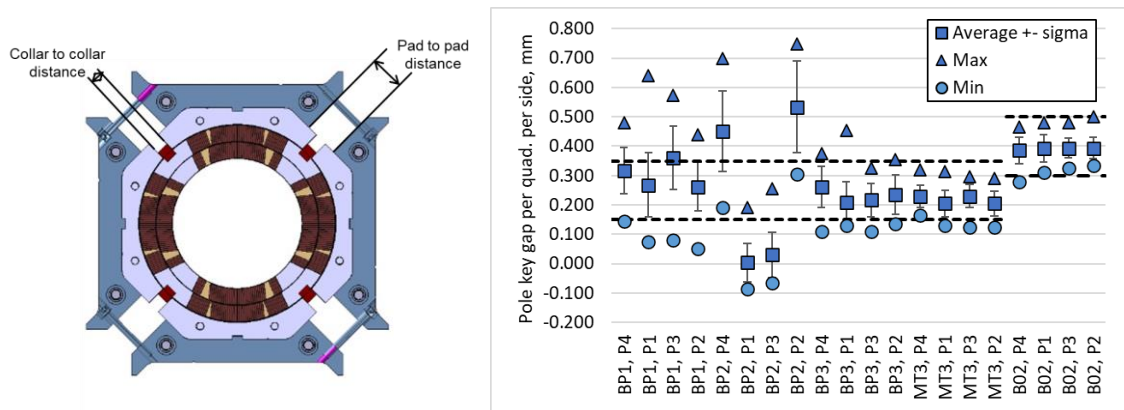 Collar to collar
distance
Pad to pad
distance
Pole key gap per quad. per side, mm
0.800
0.700
0.600
0.500
0.400
0.300
0.200
0.100
0.000
-0.100
-0.200
Average +- sigma
Max
Min
BP1, P4
BP1, P1
BP1, P3
BP1, P2
BP2, P4
BP2, P1
BP2, P3
BP2, P2
BP3, P4
BP3, P1
BP3, P3
BP3, P2
MT3, P4
MT3, P1
MT3, P3
MT3, P2
B02, P4
B02, P1
B02, P3
B02, P2